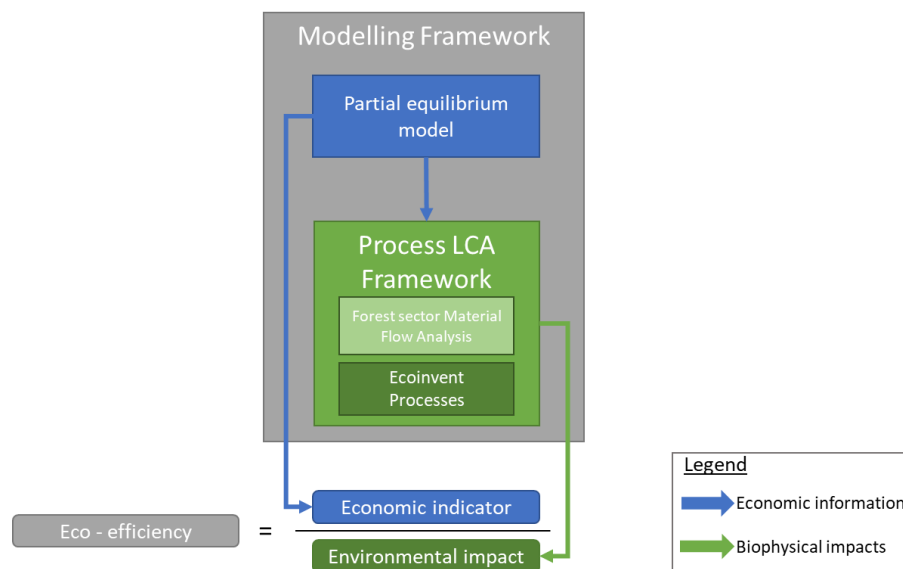 Modelling Framework
Partial equilibrium
model
Process LCA
Framework
Forest sector Material
Flow Analysis
Ecoinvent
Processes
Economic indicator
Eco - efficiency
=
Environmental impact
Legend
Economic information
Biophysical impacts